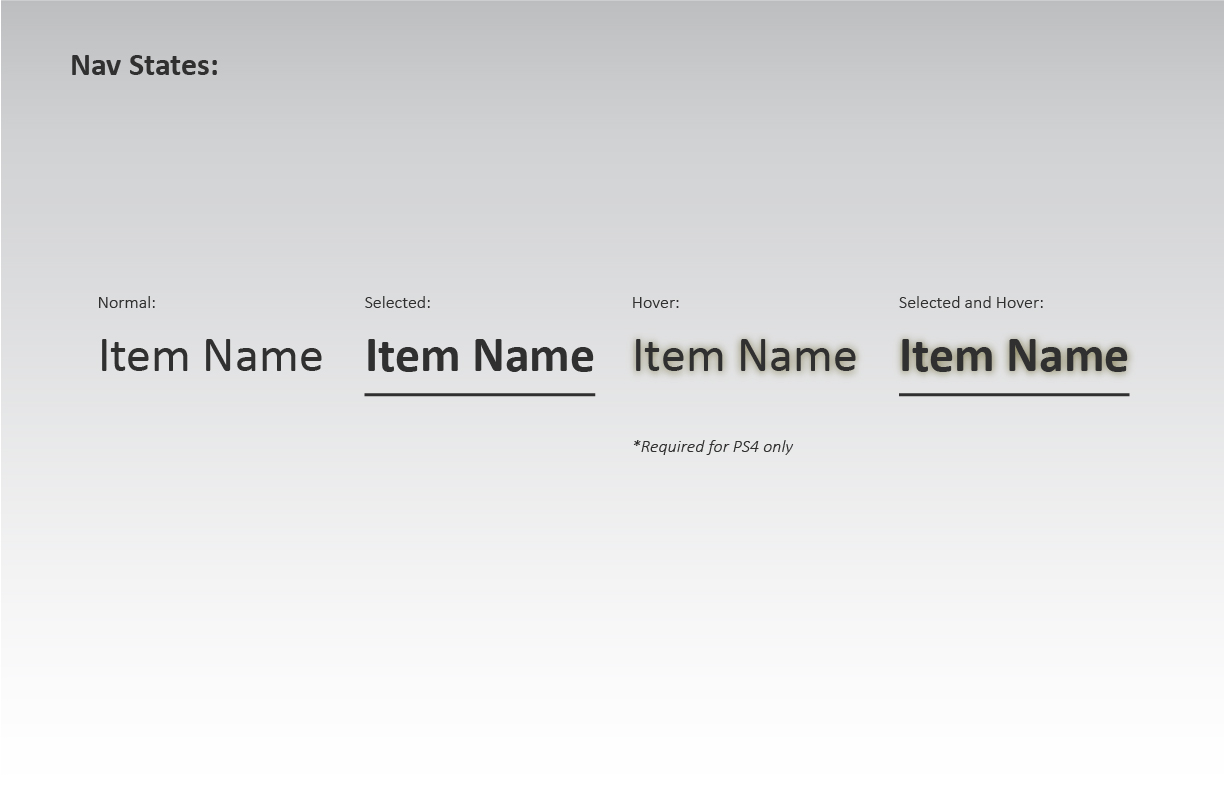 Nav States:
Normal:
Item Name
Selected:
Item Name
Hover:
Item Name
*Required for PS4 only
Selected and Hover:
Item Name